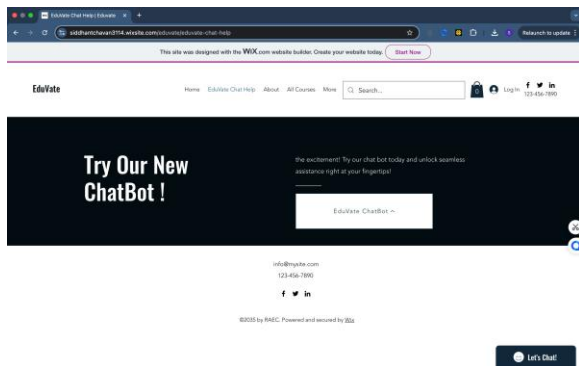 EduVate Chat Help | EduVate
siddhantchavan3114.wixsite.com/eduvate/eduvate-chat-help
Relaunch to update
This site was designed with the WiX.com website builder. Create your website today. Start Now
EduVate
Home EduVate Chat Help About All Courses More Search... 0 Log In
123-456-7890
Try Our New
ChatBot !
the excitement! Try our chat bot today and unlock seamless
assistance right at your fingertips!
EduVate ChatBot
info@mysite.com
123-456-7890
©2035 by RAEC. Powered and secured by Wix
Let's Chat!